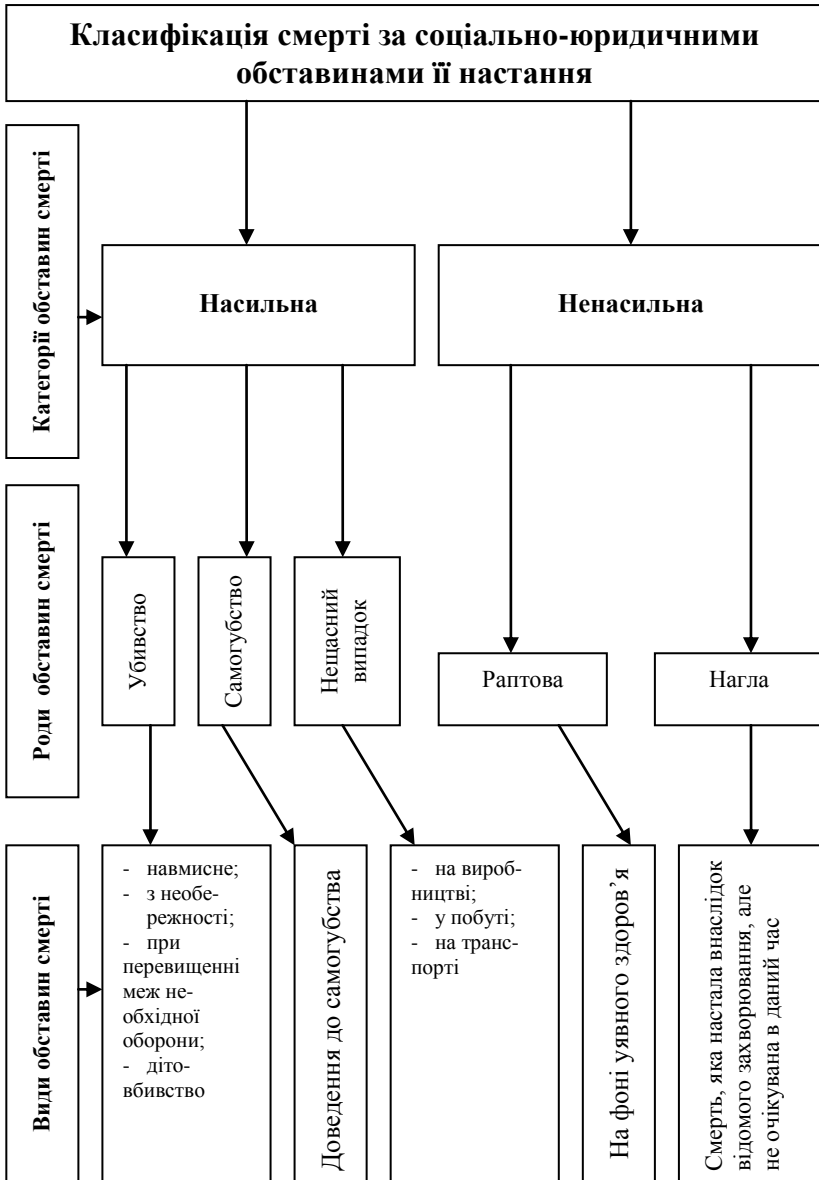 Класифікація смерті за соціально-юридичними
обставинами її настання
Категорії обставин смерті
Насильна
Ненасильна
Роди обставин смерті
Убивство
Самогубство
Нещасний
випадок
Раптова
Нагла
Види обставин смерті
- навмисне;
- з необе-
режності;
- при
перевищенні
меж не-
обхідної
оборони;
- діто-
вбивство
Доведення до самогубства
- на вироб-
ництві;
- у побуті;
- на транс-
порті
На фоні уявного здоров’я
Смерть, яка настала внаслідок
відомого захворювання, але
не очікувана в даний час